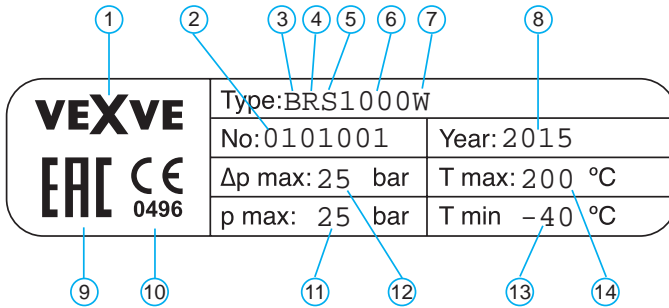 1 2 3 4 5 6 7 8
VEXVE
Type:BRS1000W
No:0101001 Year:2015
EAC CE 0496
Δp max: 25 bar T max: 200 ºC
p max: 25 bar T min -40 ºC
9 10 11 12 13 14